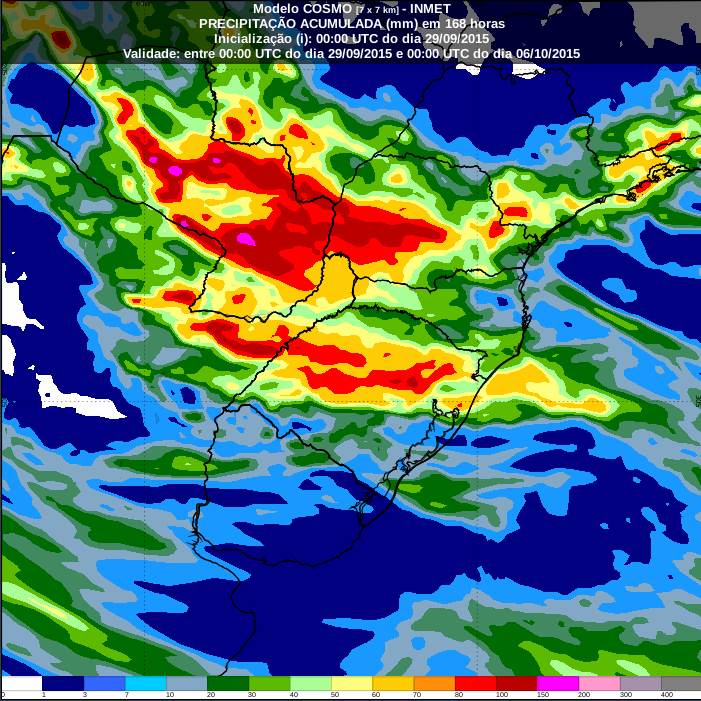 Modelo COSMO [7 x 7 km] - INMET
PRECIPITAÇÃO ACUMULADA (mm) em 168 horas
Inicialização (i): 00:00 UTC do dia 29/09/2015
Validade: entre 00:00 UTC do dia 29/09/2015 e 00:00 UTC do dia 06/10/2015
0 1 3 7 10 20 30 40 50 60 70 80 100 150 200 300 400